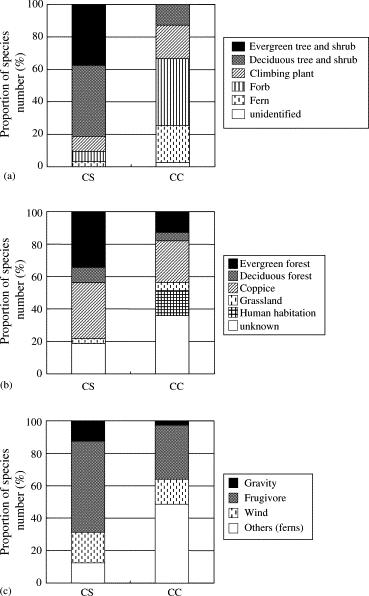 Proportion of species
number (%)
100
80
60
40
20
0
CS
CC
(a)
Evergreen tree and shrub
Deciduous tree and shrub
Climbing plant
Forb
Fern
unidentified
Proportion of species
number (%)
100
80
60
40
20
0
CS
CC
(b)
Evergreen forest
Deciduous forest
Coppice
Grassland
Human habitation
unknown
Proportion of species
number (%)
100
80
60
40
20
0
CS
CC
(c)
Gravity
Frugivore
Wind
Others (ferns)